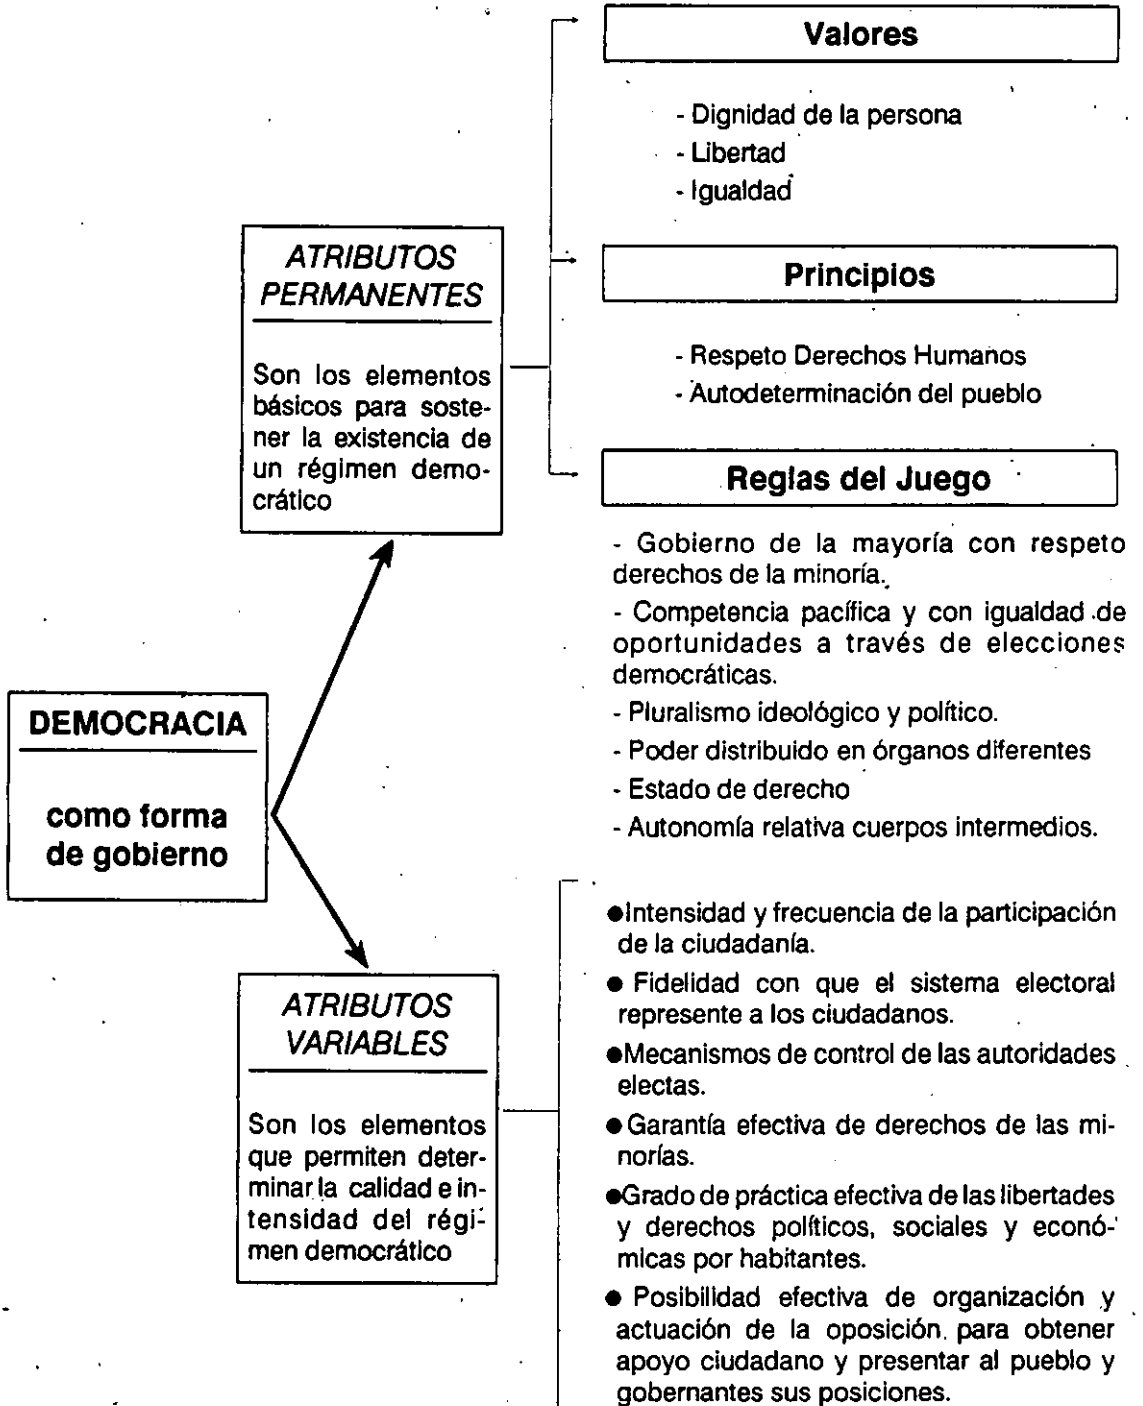 DEMOCRACIA
como forma
de gobierno
ATRIBUTOS
PERMANENTES
Son los elementos
básicos para soste-
ner la existencia de
un régimen demo-
crático
Valores
- Dignidad de la persona
- Libertad
- Igualdad
Principios
- Respeto Derechos Humanos
- Autodeterminación del pueblo
Reglas del Juego
- Gobierno de la mayoría con respeto
derechos de la minoría.
- Competencia pacífica y con igualdad de
oportunidades a través de elecciones
democráticas.
- Pluralismo ideológico y político.
- Poder distribuido en órganos diferentes
- Estado de derecho
- Autonomía relativa cuerpos intermedios.
ATRIBUTOS
VARIABLES
Son los elementos
que permiten deter-
minar la calidad e in-
tensidad del régi-
men democrático
●Intensidad y frecuencia de la participación
de la ciudadanía.
● Fidelidad con que el sistema electoral
represente a los ciudadanos.
●Mecanismos de control de las autoridades
electas.
● Garantía efectiva de derechos de las mi-
norías.
●Grado de práctica efectiva de las libertades
y derechos políticos, sociales y econó-
micas por habitantes.
● Posibilidad efectiva de organización y
actuación de la oposición para obtener
apoyo ciudadano y presentar al pueblo y
gobernantes sus posiciones.